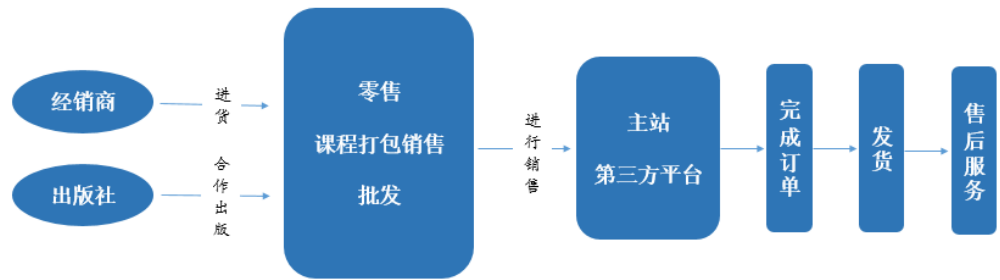 经销商
出版社
进货
合作出版
零售
课程打包销售
批发
进行销售
主站
第三方平台
完成订单
发货
售后服务